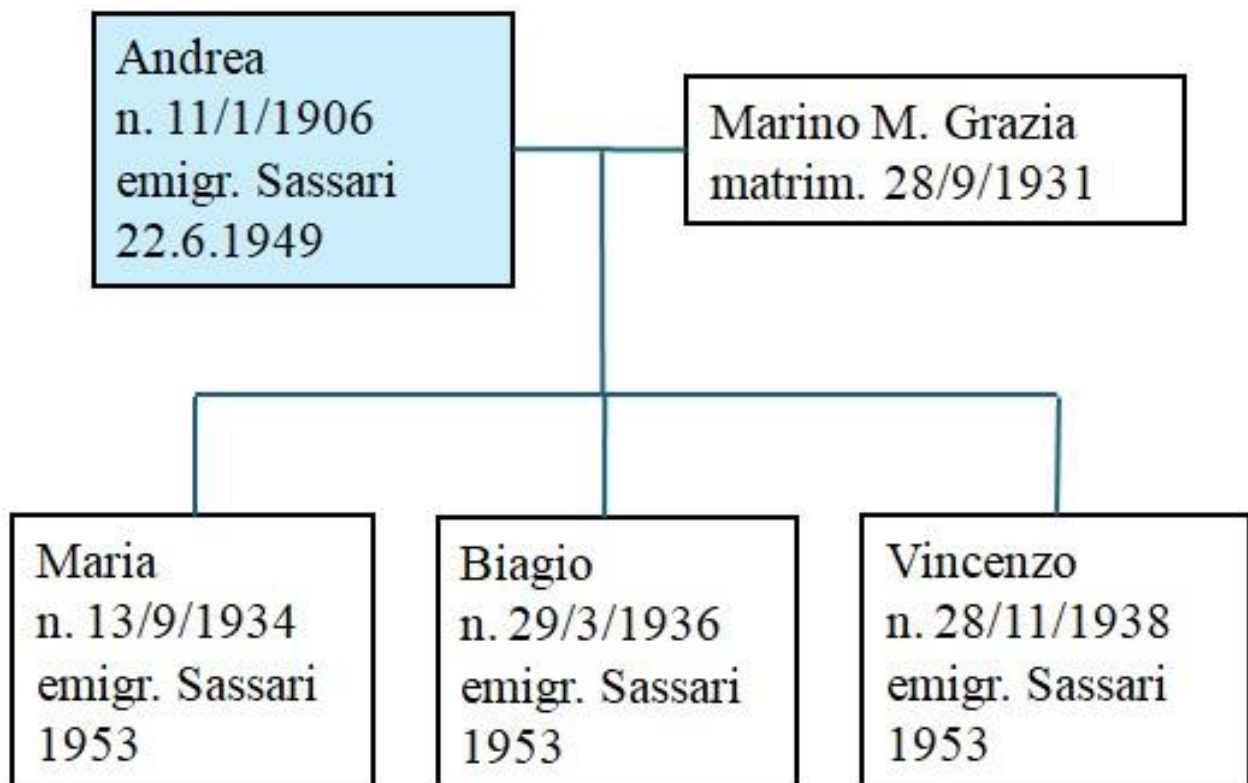 Andrea
n. 11/1/1906
emigr. Sassari
22.6.1949
Marino M. Grazia
matrim. 28/9/1931
Maria
n. 13/9/1934
emigr. Sassari
1953
Biagio
n. 29/3/1936
emigr. Sassari
1953
Vincenzo
n. 28/11/1938
emigr. Sassari
1953